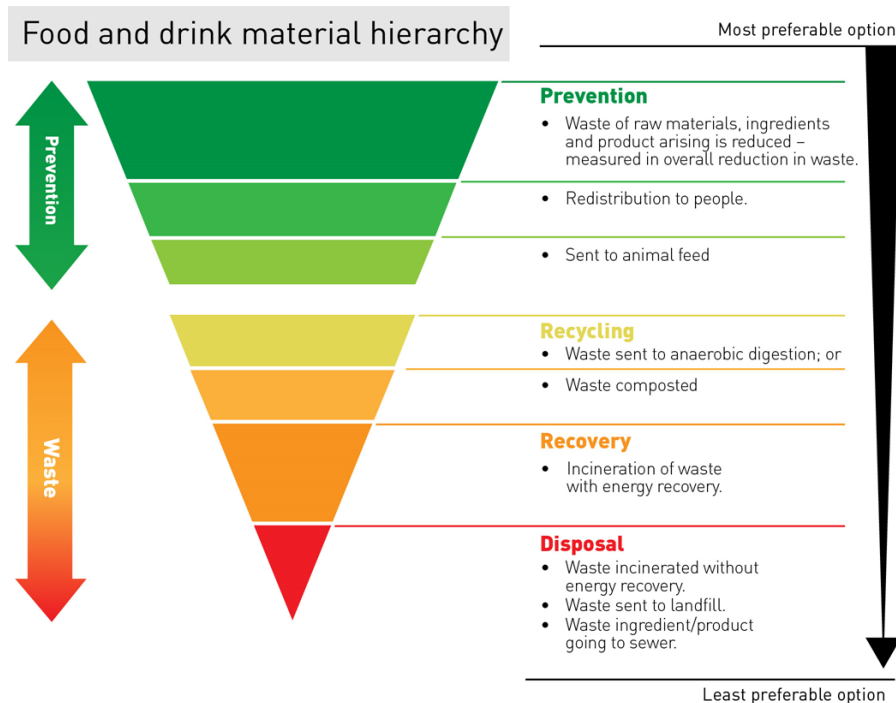 Food and drink material hierarchy
Most preferable option
Prevention
Prevention
• Waste of raw materials, ingredients
and product arising is reduced –
measured in overall reduction in waste.
• Redistribution to people.
• Sent to animal feed
Waste
Recycling
• Waste sent to anaerobic digestion; or
• Waste composted
Recovery
• Incineration of waste
with energy recovery.
Disposal
• Waste incinerated without
energy recovery.
• Waste sent to landfill.
• Waste ingredient/product
going to sewer.
Least preferable option